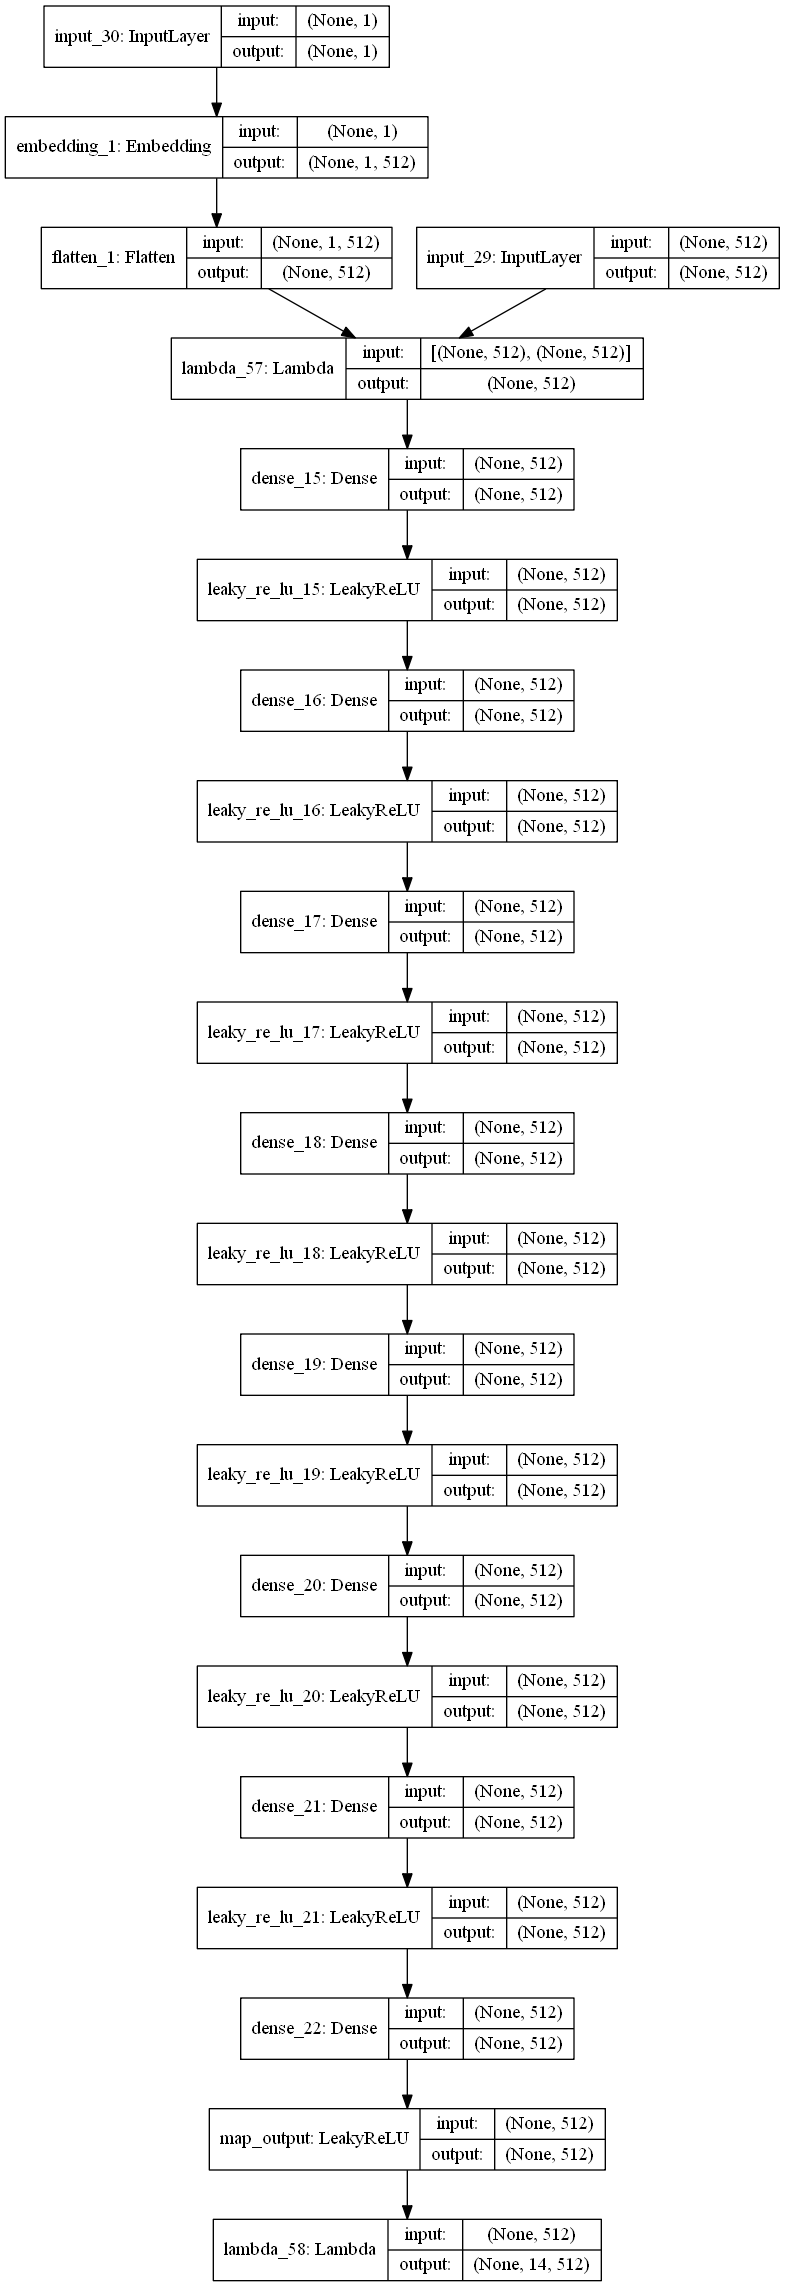 input_30: InputLayer
input: (None, 1)
output: (None, 1)
embedding_1: Embedding
input: (None, 1)
output: (None, 1, 512)
flatten_1: Flatten
input: (None, 1, 512)
output: (None, 512)
input_29: InputLayer
input: (None, 512)
output: (None, 512)
lambda_57: Lambda
input: [(None, 512), (None, 512)]
output: (None, 512)
dense_15: Dense
input: (None, 512)
output: (None, 512)
leaky_re_lu_15: LeakyReLU
input: (None, 512)
output: (None, 512)
dense_16: Dense
input: (None, 512)
output: (None, 512)
leaky_re_lu_16: LeakyReLU
input: (None, 512)
output: (None, 512)
dense_17: Dense
input: (None, 512)
output: (None, 512)
leaky_re_lu_17: LeakyReLU
input: (None, 512)
output: (None, 512)
dense_18: Dense
input: (None, 512)
output: (None, 512)
leaky_re_lu_18: LeakyReLU
input: (None, 512)
output: (None, 512)
dense_19: Dense
input: (None, 512)
output: (None, 512)
leaky_re_lu_19: LeakyReLU
input: (None, 512)
output: (None, 512)
dense_20: Dense
input: (None, 512)
output: (None, 512)
leaky_re_lu_20: LeakyReLU
input: (None, 512)
output: (None, 512)
dense_21: Dense
input: (None, 512)
output: (None, 512)
leaky_re_lu_21: LeakyReLU
input: (None, 512)
output: (None, 512)
dense_22: Dense
input: (None, 512)
output: (None, 512)
map_output: LeakyReLU
input: (None, 512)
output: (None, 512)
lambda_58: Lambda
input: (None, 512)
output: (None, 14, 512)